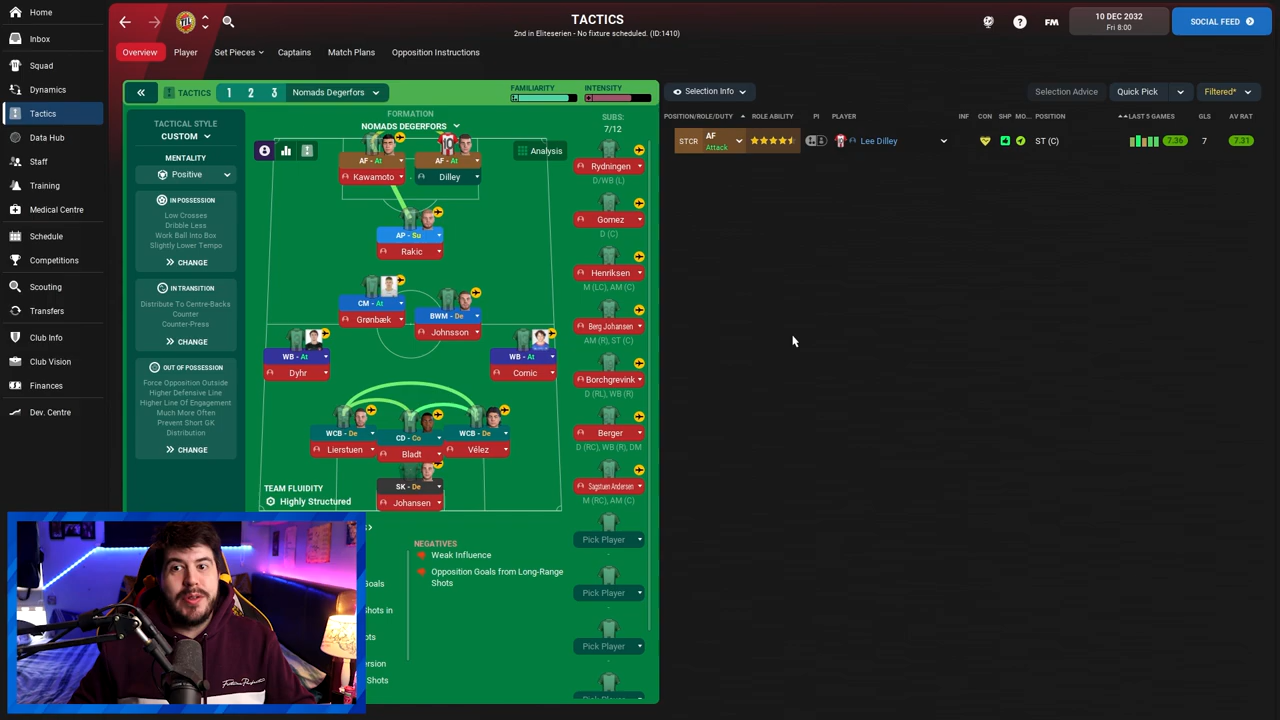 Home
Inbox
Squad
Dynamics
Tactics
Data Hub
Staff
Training
Medical Centre
Schedule
Competitions
Scouting
Transfers
Club Info
Club Vision
Finances
Dev. Centre
TACTICS
2nd in Eliteserien - No fixture scheduled. (ID:1410)
FM
10 DEC 2032
Fri 8:00
SOCIAL FEED
Overview Player Set Pieces Captains Match Plans Opposition Instructions
TACTICS 1 2 3 Nomads Degerfors
FAMILIARITY
INTENSITY
TACTICAL STYLE
CUSTOM
MENTALITY
Positive
IN POSSESSION
Low Crosses
Dribble Less
Work Ball Into Box
Slightly Lower Tempo
CHANGE
IN TRANSITION
Distribute To Centre-Backs
Counter
Counter-Press
CHANGE
OUT OF POSSESSION
Force Opposition Outside
Higher Defensive Line
Higher Line Of Engagement
Much More Often
Prevent Short GK
Distribution
CHANGE
FORMATION
NOMADS DEGERFORS
Analysis
AF - At
Kawamoto
AF - At
Dilley
AP - Su
Rakic
CM - At
Grønbæk
BWM - De
Johnsson
WB - At
Dyhr
WB - At
Comic
WCB - De
Lierstuen
CD - Co
Bladt
WCB - De
Vélez
SK - De
Johansen
TEAM FLUIDITY
Highly Structured
SUBS:
7/12
Rydningen
D/WB (L)
Gomez
D (C)
Henriksen
M (LC), AM (C)
Berg Johansen
AM (R), ST (C)
Borchgrevink
D (RL), WB (R)
Berger
D (RC), WB (R), DM
Sagstuen Andersen
M (RC), AM (C)
Pick Player
-
Pick Player
-
Pick Player
-
Pick Player
NEGATIVES
Weak Influence
Opposition Goals from Long-Range
Shots
Goals
Shots in
Shots
Selection Info
Selection Advice Quick Pick Filtered*
POSITION/ROLE/DUTY ROLE ABILITY PI PLAYER INF CON SHP MO... POSITION LAST 5 GAMES GLS AV RAT
STCR AF Attack Lee Dilley ST (C) 7.36 7 7.31